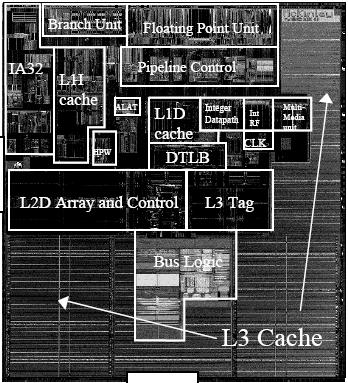 Branch Unit
Floating Point Unit
Pipeline Control
IA32
L1I
cache
ALAT
L1D
cache
Integer
Datapath
Int
RF
Multi-
Media
unit
CLK
HPW
DTLB
L2D Array and Control
L3 Tag
Bus Logic
L3 Cache